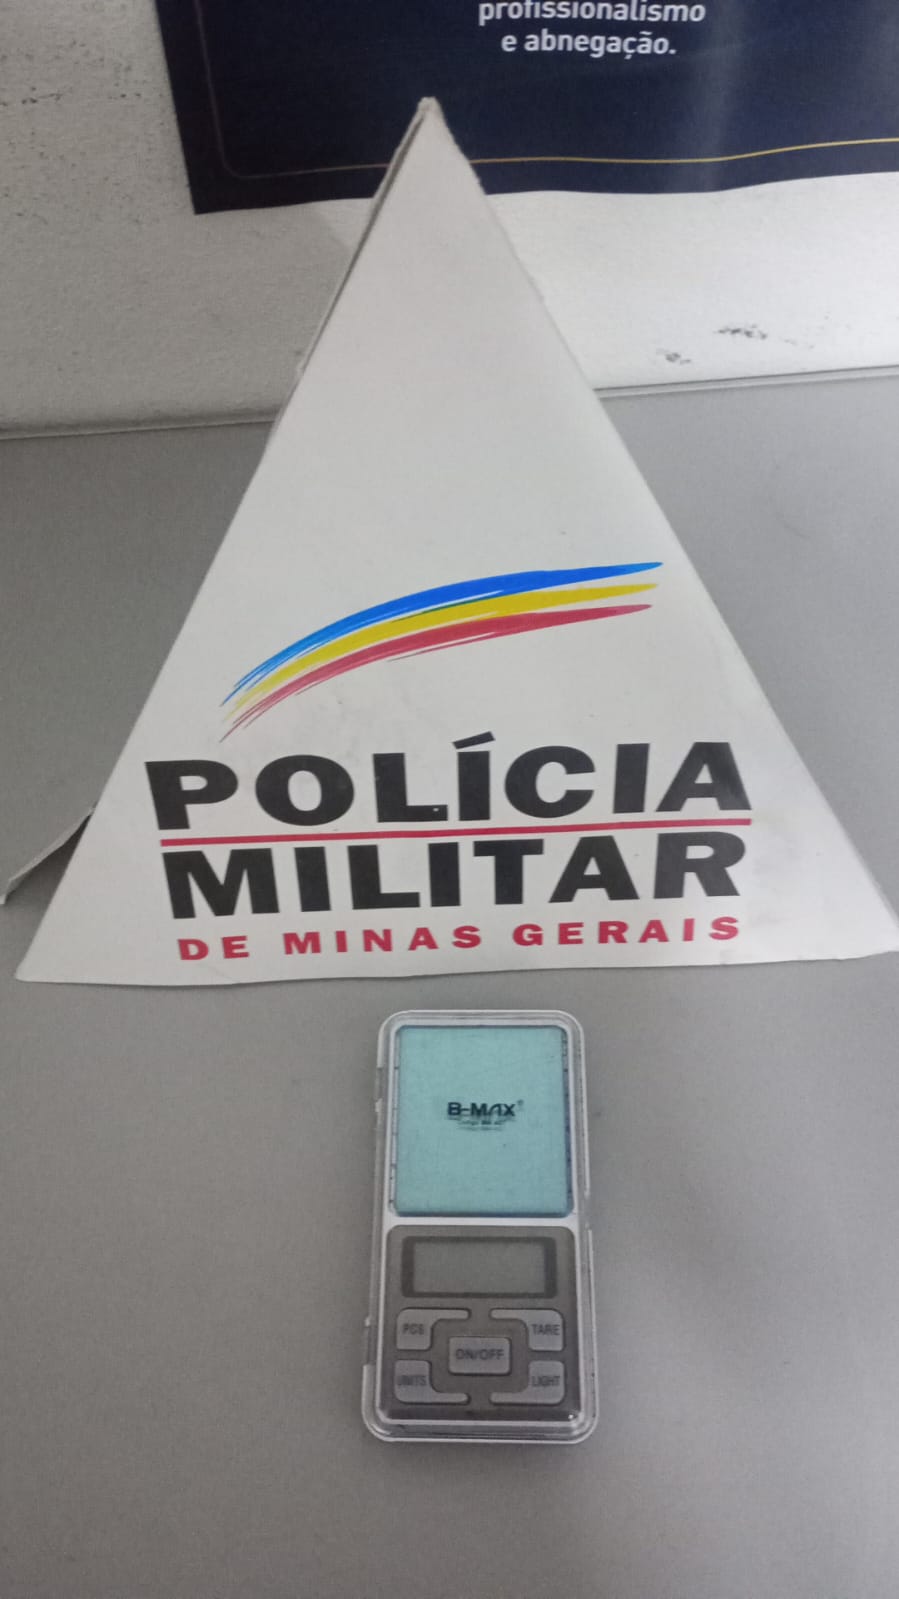 profissionalismo
e abnegação.
POLÍCIA
MILITAR
DE MINAS GERAIS
B-MAX®
PCS
TARE
ON/OFF
UNITS
LIGHT